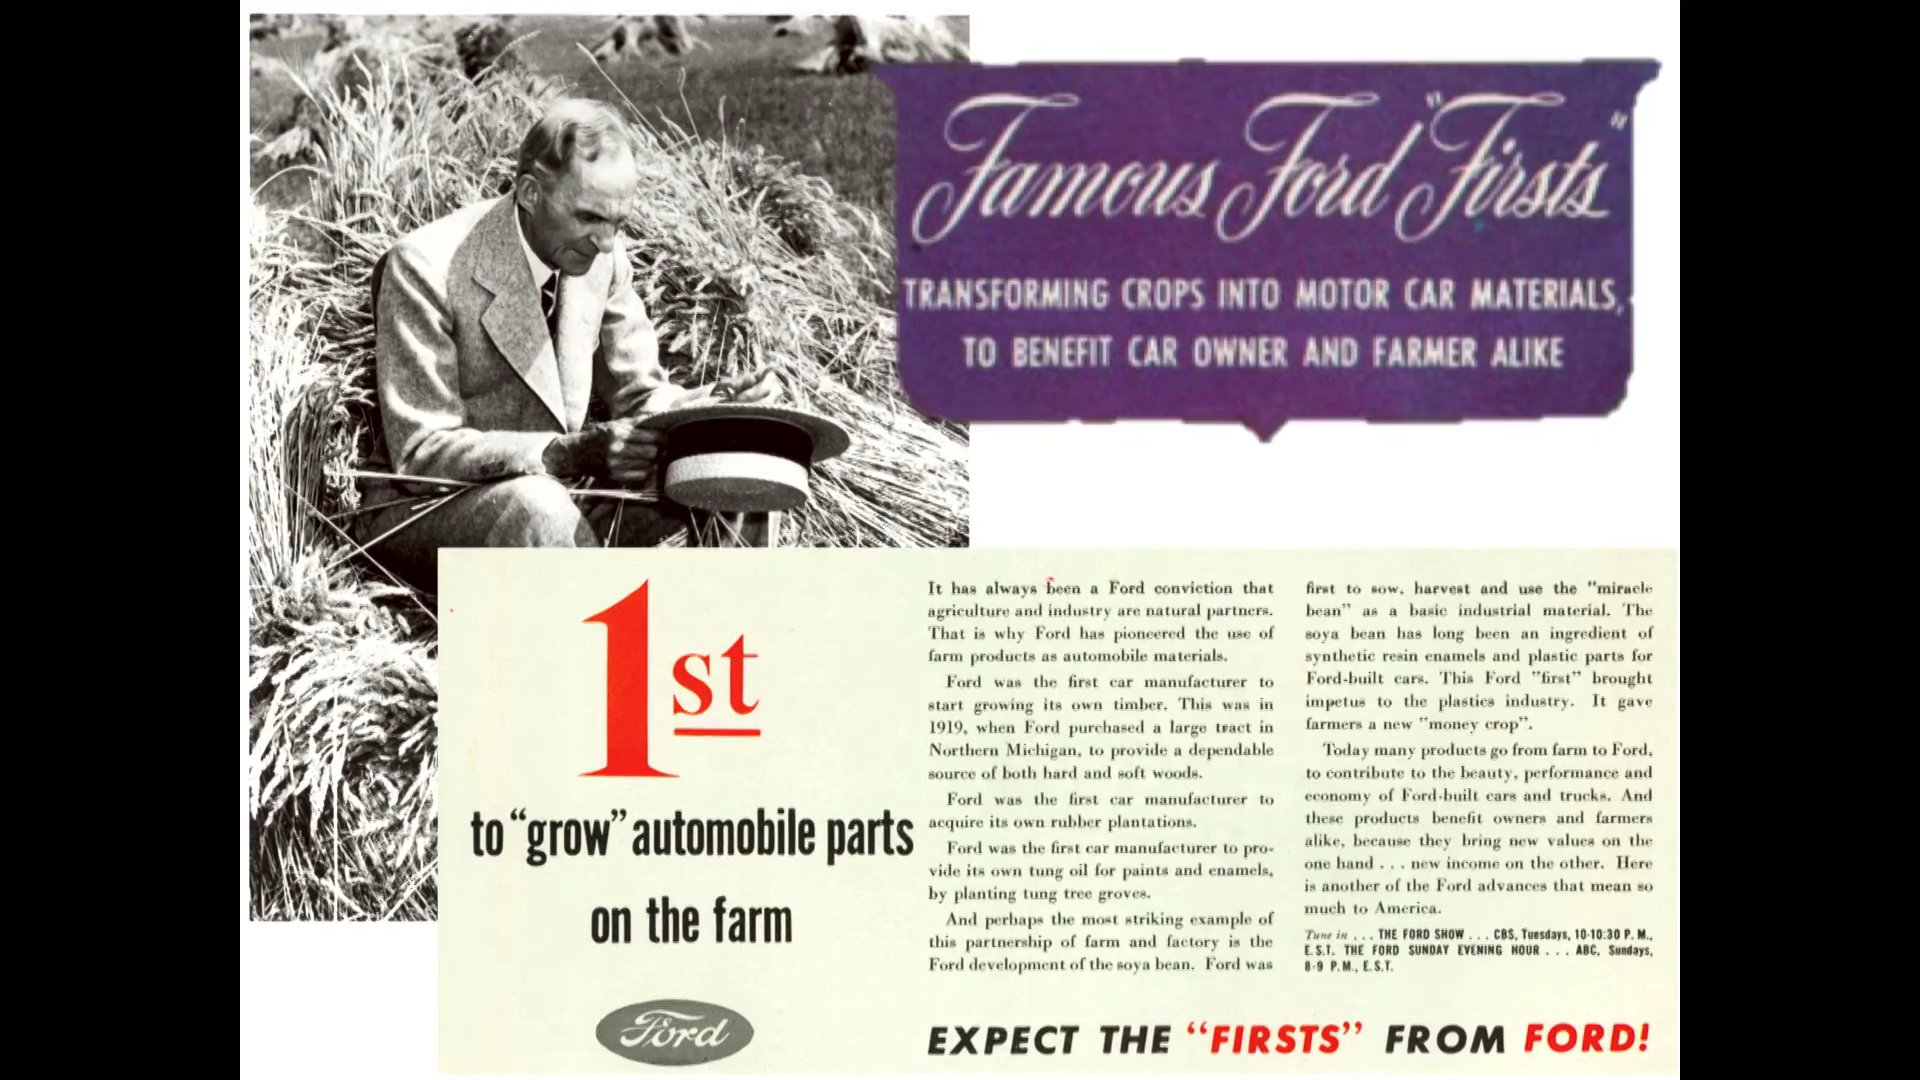 Famous Ford "Firsts"
TRANSFORMING CROPS INTO MOTOR CAR MATERIALS,
TO BENEFIT CAR OWNER AND FARMER ALIKE
1st
to "grow" automobile parts
on the farm
Ford
It has always been a Ford conviction that
agriculture and industry are natural partners.
That is why Ford has pioneered the use of
farm products as automobile materials.
Ford was the first car manufacturer to
start growing its own timber. This was in
1919, when Ford purchased a large tract in
Northern Michigan, to provide a dependable
source of both hard and soft woods.
Ford was the first car manufacturer to
acquire its own rubber plantations.
Ford was the first car manufacturer to pro-
vide its own tung oil for paints and enamels,
by planting tung tree groves.
And perhaps the most striking example of
this partnership of farm and factory is the
Ford development of the soya bean. Ford was
first to sow, harvest and use the "miracle
bean" as a basic industrial material. The
soya bean has long been an ingredient of
synthetic resin enamels and plastic parts for
Ford-built cars. This Ford "first" brought
impetus to the plastics industry. It gave
farmers a new "money crop".
Today many products go from farm to Ford,
to contribute to the beauty, performance and
economy of Ford-built cars and trucks. And
these products benefit owners and farmers
alike, because they bring new values on the
one hand . . . new income on the other. Here
is another of the Ford advances that mean so
much to America.
Tune in . . . THE FORD SHOW . . . CBS, Tuesdays, 10-10:30 P. M.,
E.S.T. THE FORD SUNDAY EVENING HOUR . . . ABC, Sundays,
8-9 P.M., E.S.T.
EXPECT THE "FIRSTS" FROM FORD!